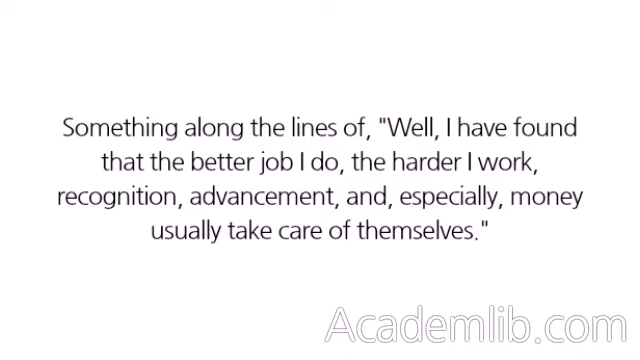 Something along the lines of, "Well, I have found
that the better job I do, the harder I work,
recognition, advancement, and, especially, money
usually take care of themselves."
Academlib.com